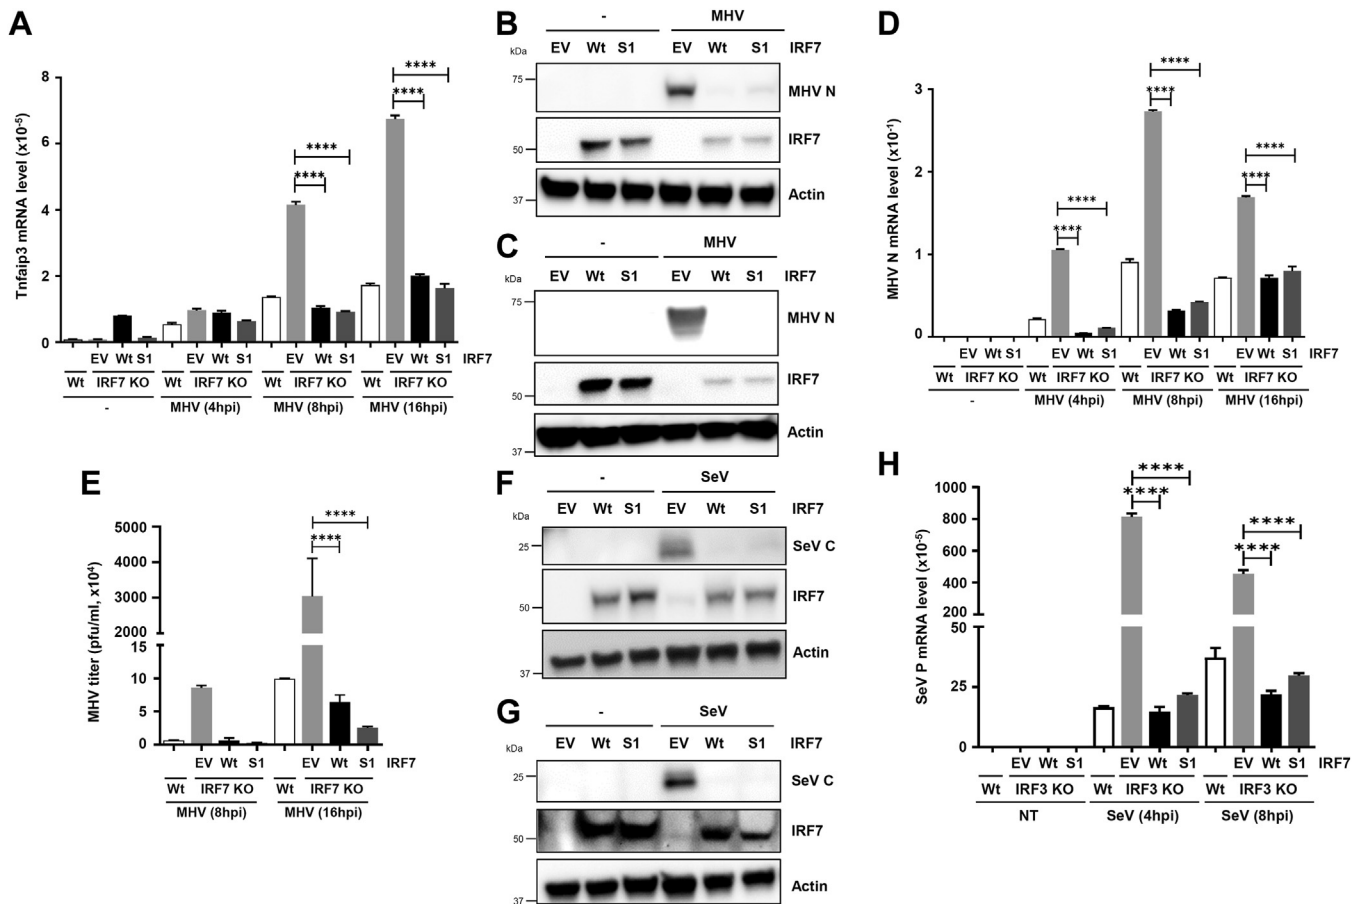 A
Tnfaip3 mRNA level (x10-5)
8
6
4
2
0
EV Wt S1 EV Wt S1 EV Wt S1 EV Wt S1 IRF7
Wt IRF7 KO Wt IRF7 KO Wt IRF7 KO Wt IRF7 KO
- MHV (4hpi) MHV (8hpi) MHV (16hpi)
**** ****
**** ****
B
- MHV
kDa EV Wt S1 EV Wt S1 IRF7
75 MHV N
50 IRF7
37 Actin
C
- MHV
EV Wt S1 EV Wt S1 IRF7
75 MHV N
50 IRF7
37 Actin
D
MHV N mRNA level (x10-1)
3
2
1
0
**** ****
**** ****
**** ****
EV Wt S1 EV Wt S1 EV Wt S1 EV Wt S1 IRF7
Wt IRF7 KO Wt IRF7 KO Wt IRF7 KO Wt IRF7 KO
- MHV (4hpi) MHV (8hpi) MHV (16hpi)
E
MHV titer (pfu/ml, x104)
5000
4000
3000
2000
15
10
5
0
**** ****
EV Wt S1 EV Wt S1 IRF7
Wt IRF7 KO Wt IRF7 KO
MHV (8hpi) MHV (16hpi)
F
- SeV
kDa EV Wt S1 EV Wt S1 IRF7
25 SeV C
50 IRF7
37 Actin
G
- SeV
kDa EV Wt S1 EV Wt S1 IRF7
25 SeV C
50 IRF7
37 Actin
H
SeV P mRNA level (x10-5)
1000
800
600
400
200
50
25
0
**** ****
**** ****
EV Wt S1 EV Wt S1 EV Wt S1 IRF7
Wt IRF3 KO Wt IRF3 KO Wt IRF3 KO
NT SeV (4hpi) SeV (8hpi)